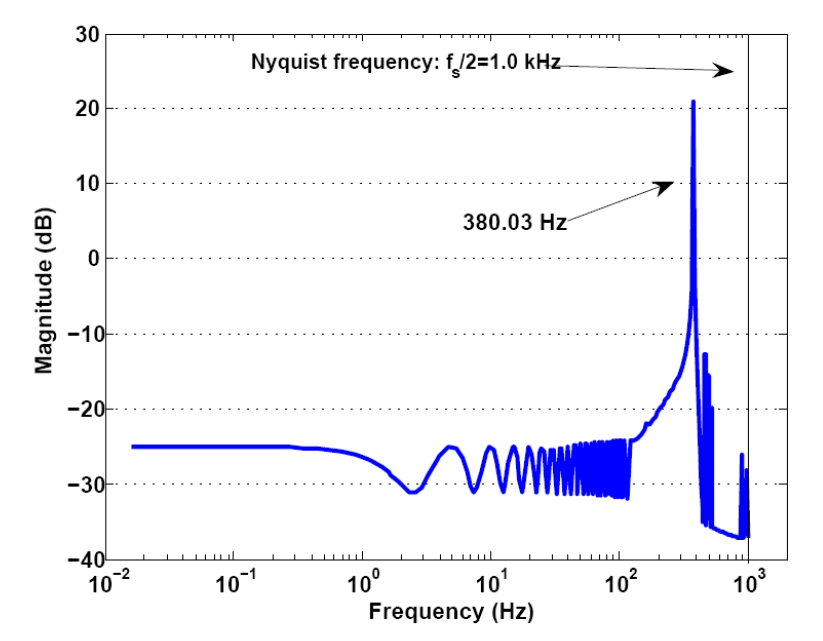 30
Nyquist frequency: fs/2=1.0 kHz
20
10
380.03 Hz
0
−10
−20
−30
−40
Magnitude (dB)
10−2 10−1 100 101 102 103
Frequency (Hz)